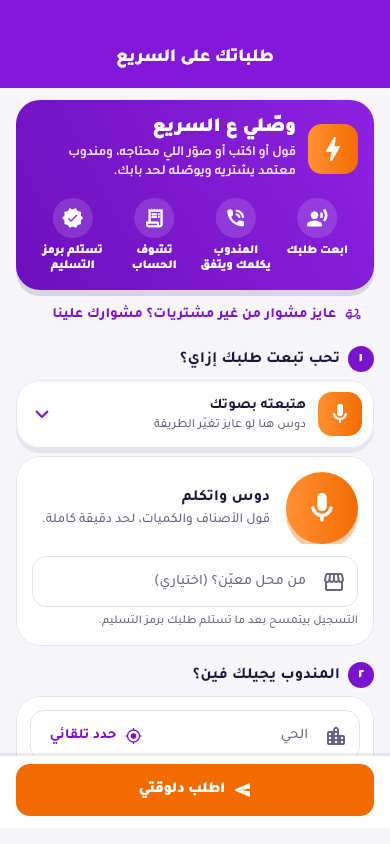 طلباتك على السريع
وصّلي ع السريع
قول أو اكتب أو صوّر اللي محتاجه، ومندوب
معتمد يشتريه ويوصّله لحد بابك.
ابعت طلبك
المندوب
يكلمك ويتفق
تشوف
الحساب
تستلم برمز
التسليم
عايز مشوار من غير مشتريات؟ مشوارك علينا
١
تحب تبعت طلبك إزاي؟
هتبعته بصوتك
دوس هنا لو عايز تغيّر الطريقة
دوس واتكلم
قول الأصناف والكميات، لحد دقيقة كاملة.
من محل معيّن؟ (اختياري)
التسجيل بيتمسح بعد ما تستلم طلبك برمز التسليم.
٢
المندوب يجيلك فين؟
الحي
حدد تلقائي
اطلب دلوقتي